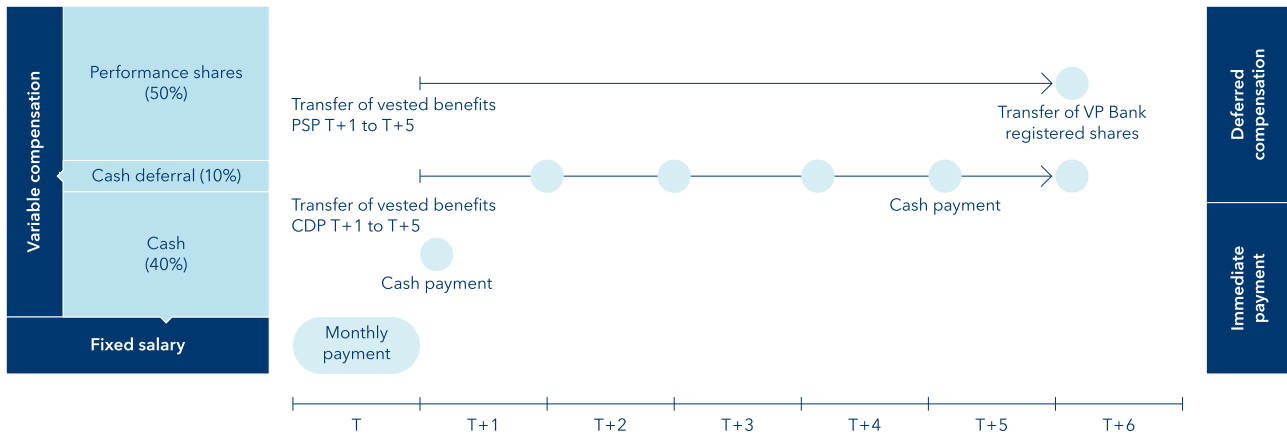 Variable compensation
Performance shares
(50%)
Cash deferral (10%)
Cash
(40%)
Fixed salary
Transfer of vested benefits
PSP T+1 to T+5
Transfer of VP Bank
registered shares
Transfer of vested benefits
CDP T+1 to T+5
Cash payment
Cash payment
Monthly
payment
Deferred
compensation
Immediate
payment
T
T+1
T+2
T+3
T+4
T+5
T+6